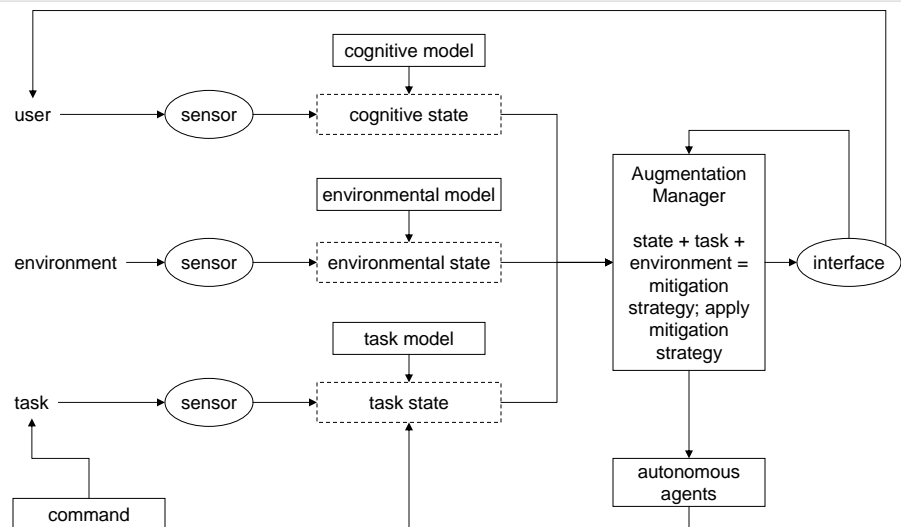 cognitive model
user
sensor
cognitive state
environmental model
environment
sensor
environmental state
task model
task
sensor
task state
command
Augmentation
Manager
state + task +
environment =
mitigation
strategy; apply
mitigation
strategy
interface
autonomous
agents